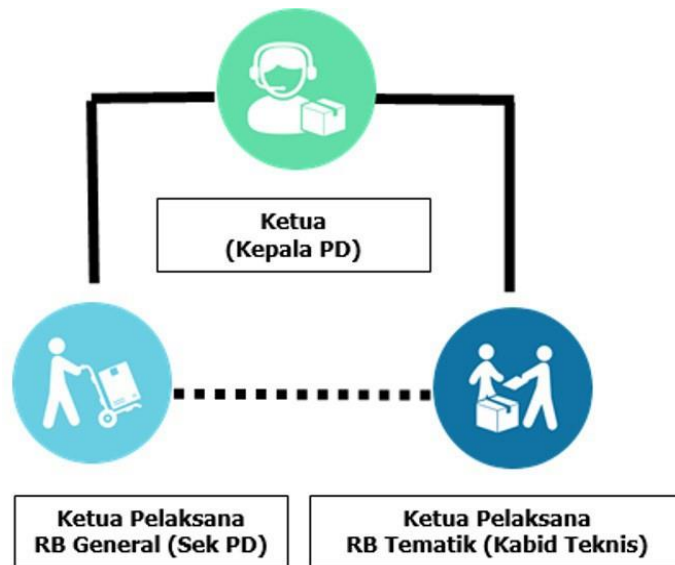 Ketua
(Kepala PD)
Ketua Pelaksana
RB General (Sek PD)
Ketua Pelaksana
RB Tematik (Kabid Teknis)